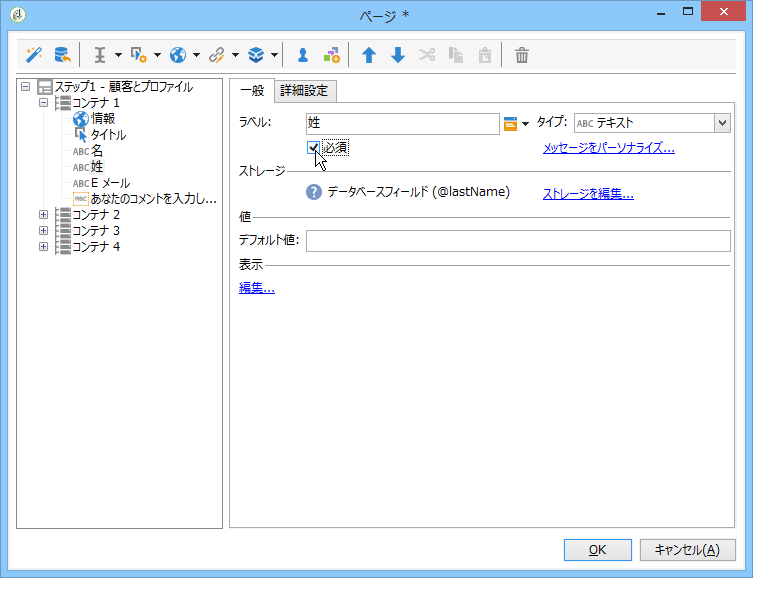 ページ *
ステップ1 - 顧客とプロファイル
コンテナ 1
情報
タイトル
ABC 名
ABC 姓
ABC E メール
あなたのコメントを入力し...
コンテナ 2
コンテナ 3
コンテナ 4
一般
詳細設定
ラベル: 姓 タイプ: ABC テキスト
必須 メッセージをパーソナライズ...
ストレージ
データベースフィールド (@lastName) ストレージを編集...
値
デフォルト値:
表示
編集...
OK キャンセル(A)